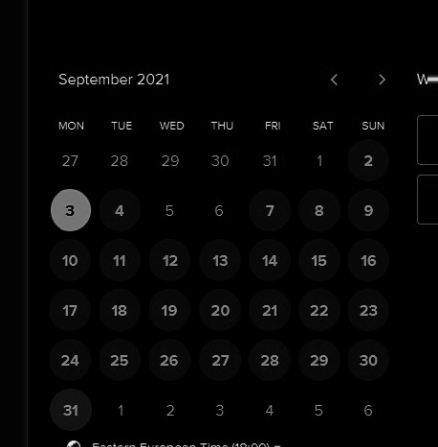 September 2021 < >
MON TUE WED THU FRI SAT SUN
27 28 29 30 31 1 2
3 4 5 6 7 8 9
10 11 12 13 14 15 16
17 18 19 20 21 22 23
24 25 26 27 28 29 30
31 1 2 3 4 5 6
Eastern European Time (18:00)